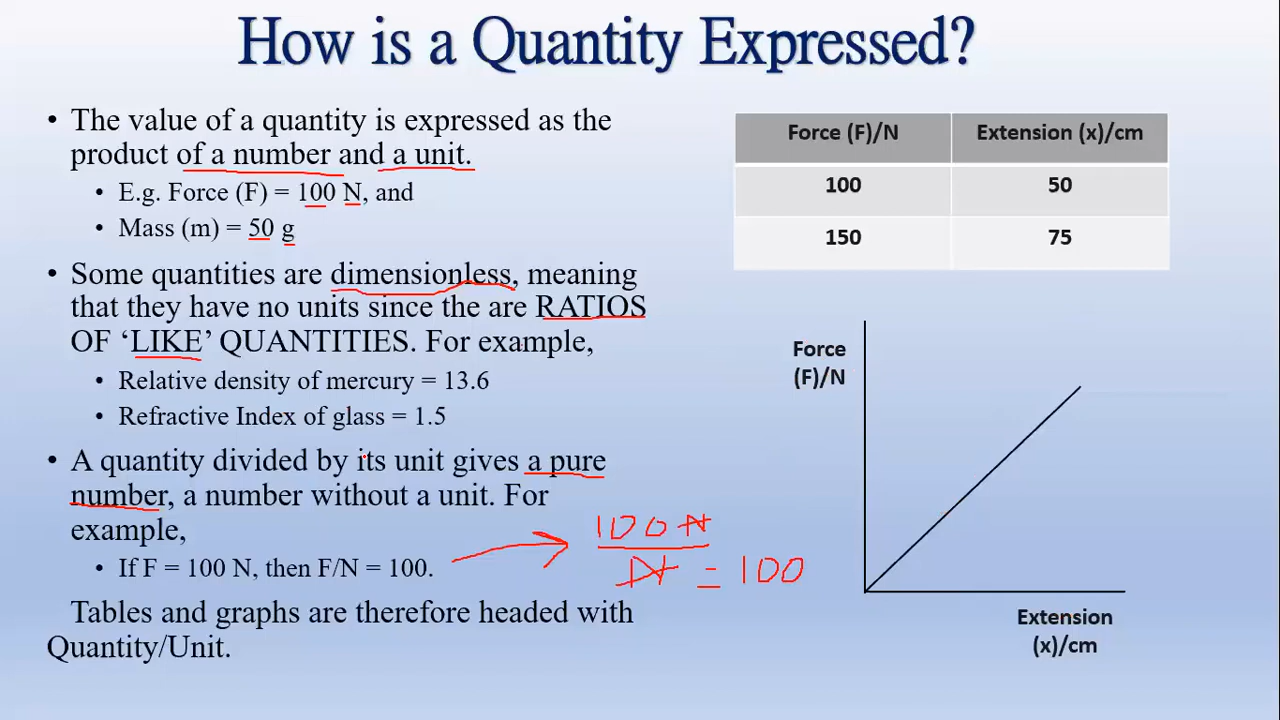 How is a Quantity Expressed?
• The value of a quantity is expressed as the
product of a number and a unit.
• E.g. Force (F) = 100 N, and
• Mass (m) = 50 g
• Some quantities are dimensionless, meaning
that they have no units since the are RATIOS
OF ‘LIKE’ QUANTITIES. For example,
• Relative density of mercury = 13.6
• Refractive Index of glass = 1.5
• A quantity divided by its unit gives a pure
number, a number without a unit. For
example,
• If F = 100 N, then F/N = 100.
100 N
N = 100
Tables and graphs are therefore headed with
Quantity/Unit.
Force (F)/N Extension (x)/cm
100 50
150 75
Force
(F)/N
Extension
(x)/cm